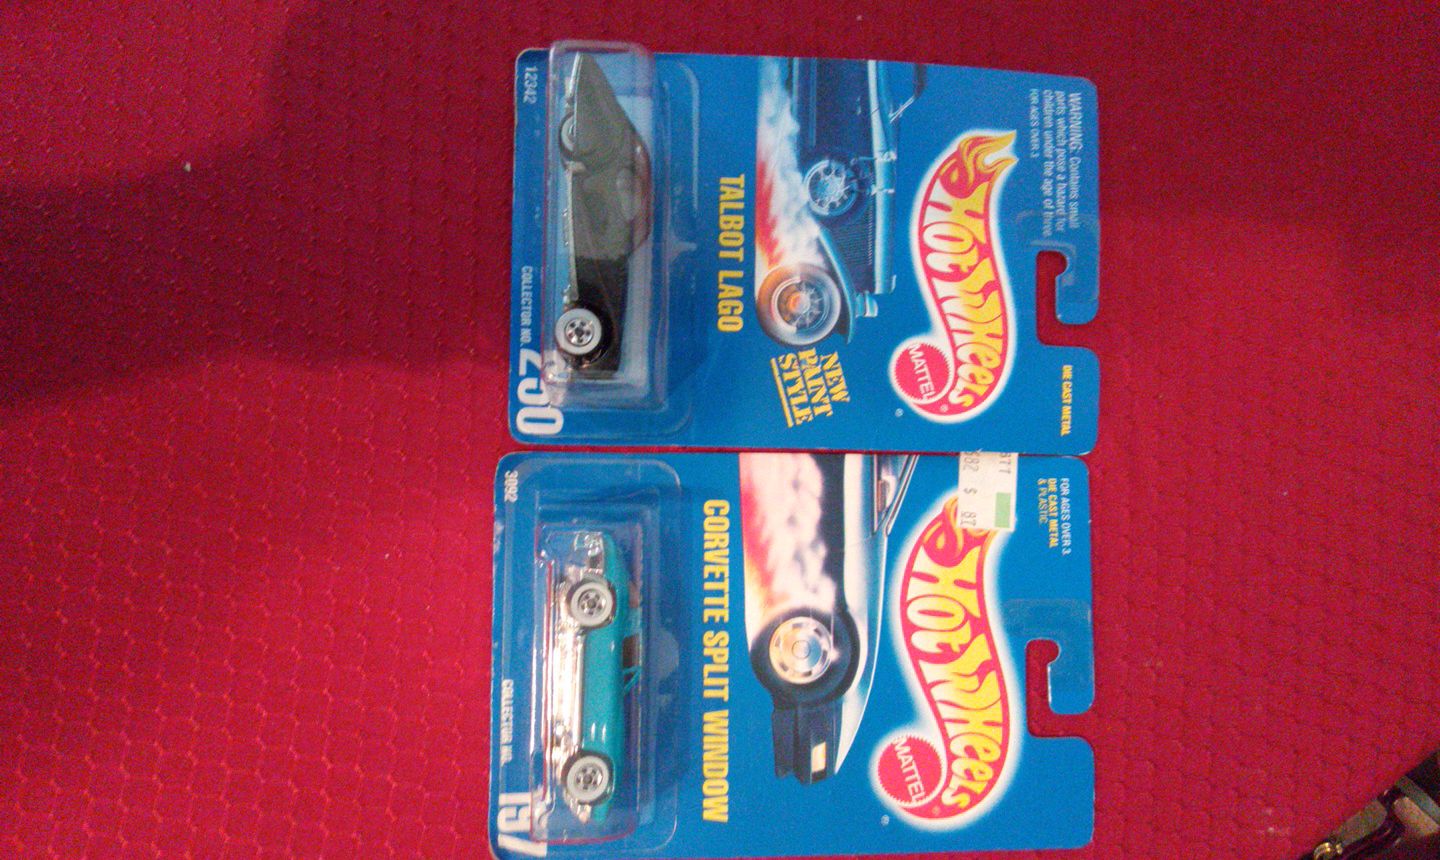 WARNING: Contains small
parts which pose a hazard for
children under the age of three
FOR AGES OVER 3
DIE CAST METAL
Hot Wheels
MATTEL
®
NEW
PAINT
STYLE
TALBOT LAGO
12342
COLLECTOR NO. 250
FOR AGES OVER 3.
DIE CAST METAL
& PLASTIC
$ .87
Hot Wheels
MATTEL
®
CORVETTE SPLIT WINDOW
3092
COLLECTOR NO. 197